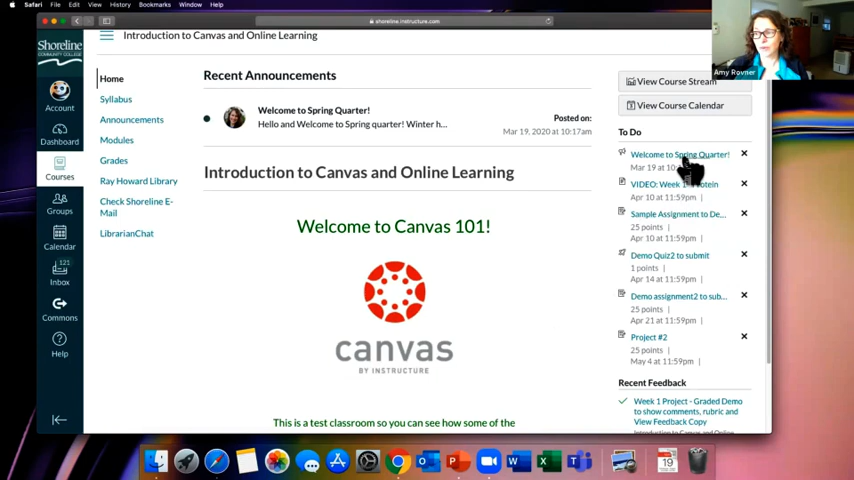 Safari File Edit View History Bookmarks Window Help
shoreline.instructure.com
Introduction to Canvas and Online Learning
Amy Rovner
Shoreline
COMMUNITY COLLEGE
Account
Dashboard
Courses
Groups
Calendar
121
Inbox
Commons
Help
Home
Syllabus
Announcements
Modules
Grades
Ray Howard Library
Check Shoreline E-
Mail
LibrarianChat
Recent Announcements
Welcome to Spring Quarter!
Hello and Welcome to Spring quarter! Winter h...
Posted on:
Mar 19, 2020 at 10:17am
Introduction to Canvas and Online Learning
Welcome to Canvas 101!
canvas
BY INSTRUCTURE
This is a test classroom so you can see how some of the
View Course Stream
View Course Calendar
To Do
Welcome to Spring Quarter!
Mar 19 at 10
VIDEO: Week 1
Apr 10 at 11:59pm |
Sample Assignment to De...
25 points |
Apr 10 at 11:59pm |
Demo Quiz2 to submit
1 points |
Apr 14 at 11:59pm |
Demo assignment2 to sub...
25 points |
Apr 21 at 11:59pm |
Project #2
25 points |
May 4 at 11:59pm |
Recent Feedback
Week 1 Project - Graded Demo
to show comments, rubric and
View Feedback Copy
19